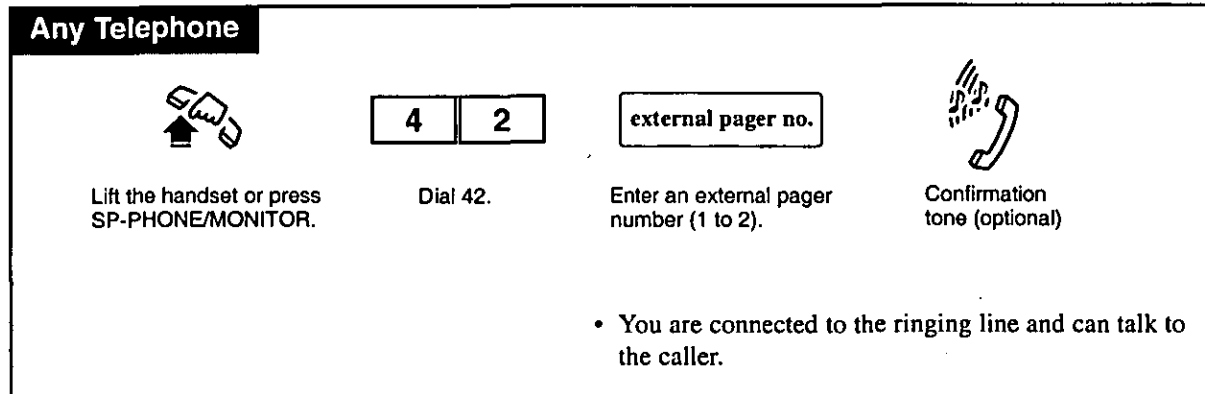 Any Telephone
4 2
external pager no.
Lift the handset or press
SP-PHONE/MONITOR.
Dial 42.
Enter an external pager
number (1 to 2).
Confirmation
tone (optional)
• You are connected to the ringing line and can talk to
the caller.